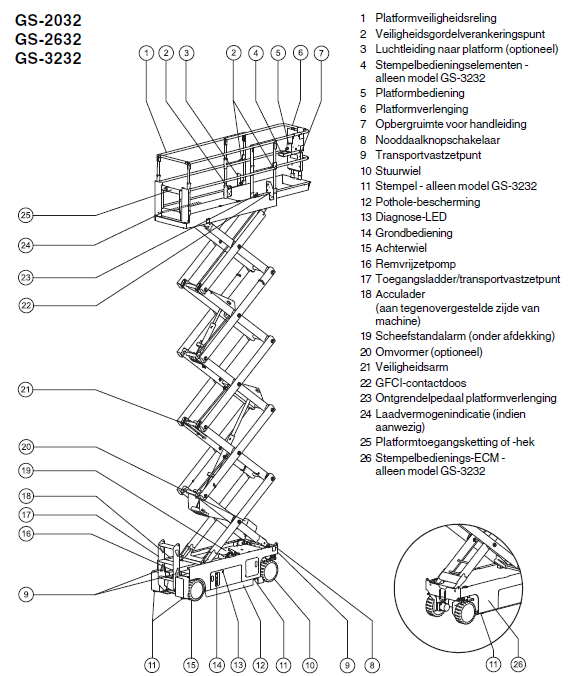 GS-2032
GS-2632
GS-3232
1 Platformveiligheidsreling
2 Veiligheidsgordelverankeringspunt
3 Luchtleiding naar platform (optioneel)
4 Stempelbedieningselementen -
alleen model GS-3232
5 Platformbediening
6 Platformverlenging
7 Opbergruimte voor handleiding
8 Nooddaalknopschakelaar
9 Transportvastzetpunt
10 Stuurwiel
11 Stempel - alleen model GS-3232
12 Pothole-bescherming
13 Diagnose-LED
14 Grondbediening
15 Achterwiel
16 Remvrijzetpomp
17 Toegangsladder/transportvastzetpunt
18 Acculader
(aan tegenovergestelde zijde van
machine)
19 Scheefstandalarm (onder afdekking)
20 Omvormer (optioneel)
21 Veiligheidsarm
22 GFCI-contactdoos
23 Ontgrendelpedaal platformverlenging
24 Laadvermogenindicatie (indien
aanwezig)
25 Platformtoegangsketting of -hek
26 Stempelbedienings-ECM -
alleen model GS-3232
1 2 3 2 4 5 6 7
25
24
23
22
21
20
19
18
17
16
9
11 15 14 13 12 11 10 9 8
11 26